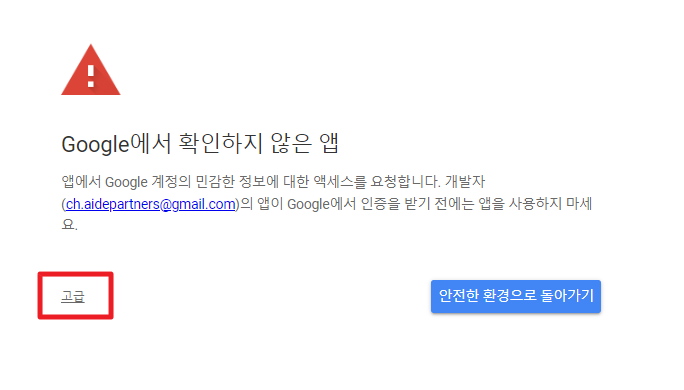 Google에서 확인하지 않은 앱
앱에서 Google 계정의 민감한 정보에 대한 액세스를 요청합니다. 개발자
(ch.aidepartners@gmail.com)의 앱이 Google에서 인증을 받기 전에는 앱을 사용하지 마세
요.
고급
안전한 환경으로 돌아가기